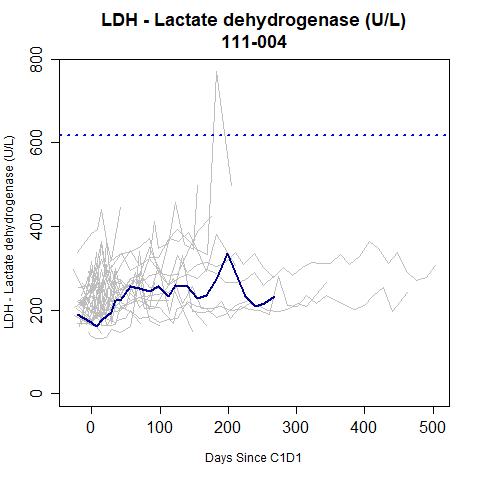 LDH - Lactate dehydrogenase (U/L)
111-004
LDH - Lactate dehydrogenase (U/L)
800
600
400
200
0
0 100 200 300 400 500
Days Since C1D1